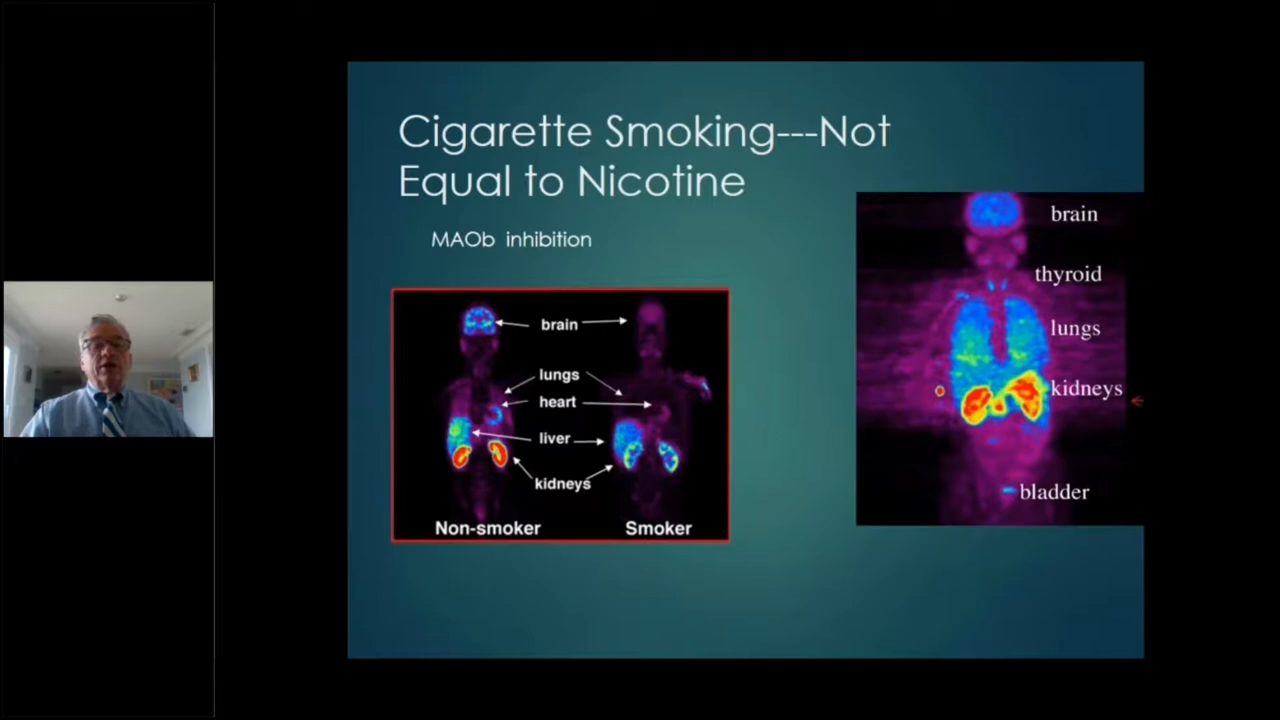 Cigarette Smoking---Not
Equal to Nicotine
MAOb inhibition
brain
lungs
heart
liver
kidneys
Non-smoker
Smoker
brain
thyroid
lungs
kidneys
bladder